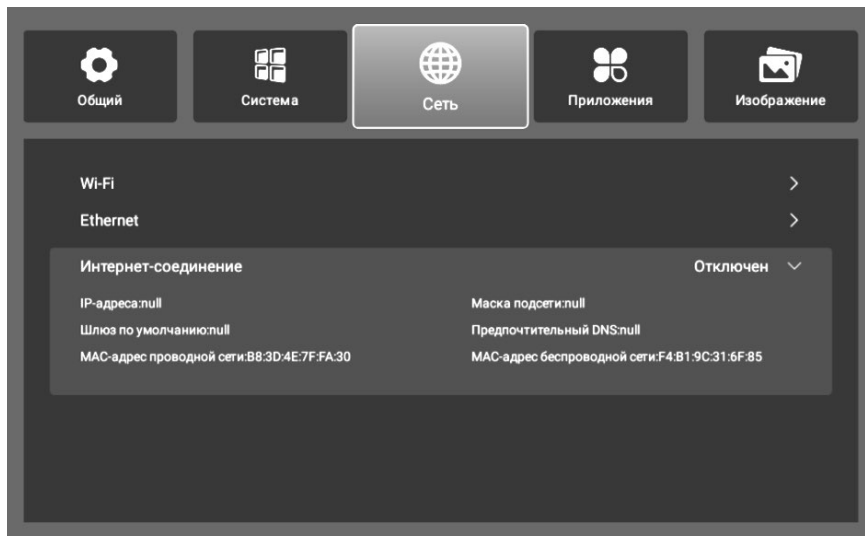 Общий
Система
Сеть
Приложения
Изображение
Wi-Fi
Ethernet
Интернет-соединение Отключен
IP-адреса:null Маска подсети:null
Шлюз по умолчанию:null Предпочтительный DNS:null
MAC-адрес проводной сети:B8:3D:4E:7F:FA:30 MAC-адрес беспроводной сети:F4:B1:9C:31:6F:85